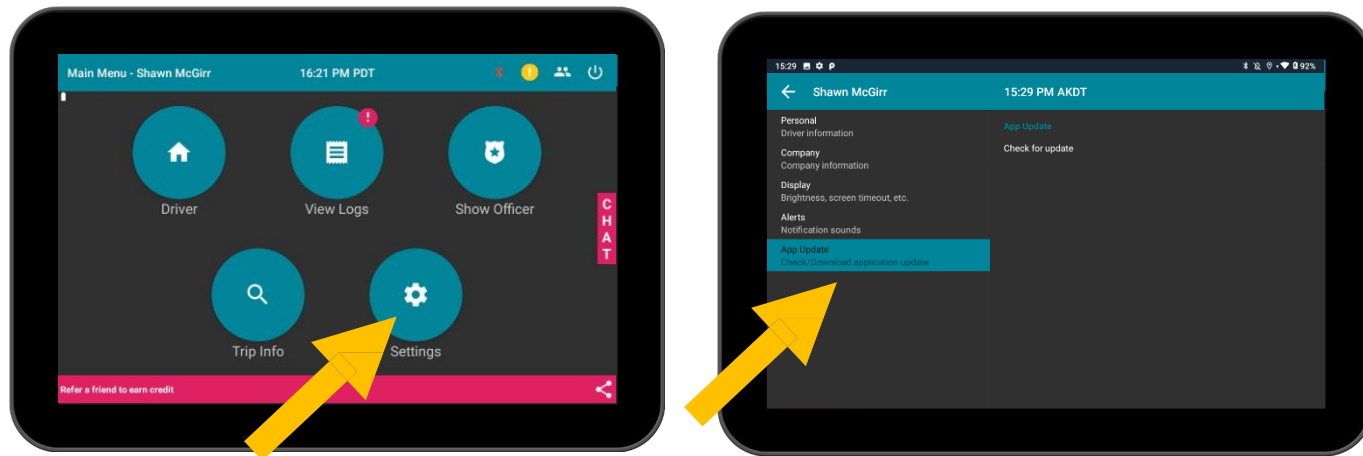 Main Menu - Shawn McGirr 16:21 PM PDT
Driver
View Logs
Show Officer
CHAT
Trip Info
Settings
Refer a friend to earn credit
15:29 92%
Shawn McGirr 15:29 PM AKDT
Personal
Driver information
Company
Company information
Display
Brightness, screen timeout, etc.
Alerts
Notification sounds
App Update
Check/Download application update
App Update
Check for update